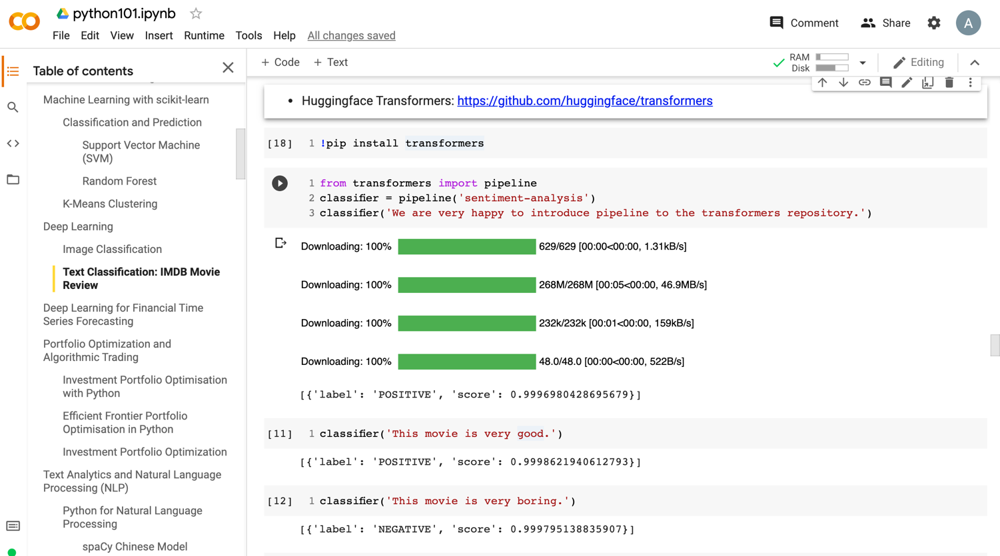 python101.ipynb
File Edit View Insert Runtime Tools Help All changes saved
Comment Share A
Table of contents
Machine Learning with scikit-learn
Classification and Prediction
Support Vector Machine
(SVM)
Random Forest
K-Means Clustering
Deep Learning
Image Classification
Text Classification: IMDB Movie
Review
Deep Learning for Financial Time
Series Forecasting
Portfolio Optimization and
Algorithmic Trading
Investment Portfolio Optimisation
with Python
Efficient Frontier Portfolio
Optimisation in Python
Investment Portfolio Optimization
Text Analytics and Natural Language
Processing (NLP)
Python for Natural Language
Processing
spaCy Chinese Model
+ Code + Text
RAM
Disk
Editing
• Huggingface Transformers: https://github.com/huggingface/transformers
[18] 1 !pip install transformers
1 from transformers import pipeline
2 classifier = pipeline('sentiment-analysis')
3 classifier('We are very happy to introduce pipeline to the transformers repository.')
Downloading: 100% 629/629 [00:00<00:00, 1.31kB/s]
Downloading: 100% 268M/268M [00:05<00:00, 46.9MB/s]
Downloading: 100% 232k/232k [00:01<00:00, 159kB/s]
Downloading: 100% 48.0/48.0 [00:00<00:00, 522B/s]
[{'label': 'POSITIVE', 'score': 0.9996980428695679}]
[11] 1 classifier('This movie is very good.')
[{'label': 'POSITIVE', 'score': 0.9998621940612793}]
[12] 1 classifier('This movie is very boring.')
[{'label': 'NEGATIVE', 'score': 0.999795138835907}]